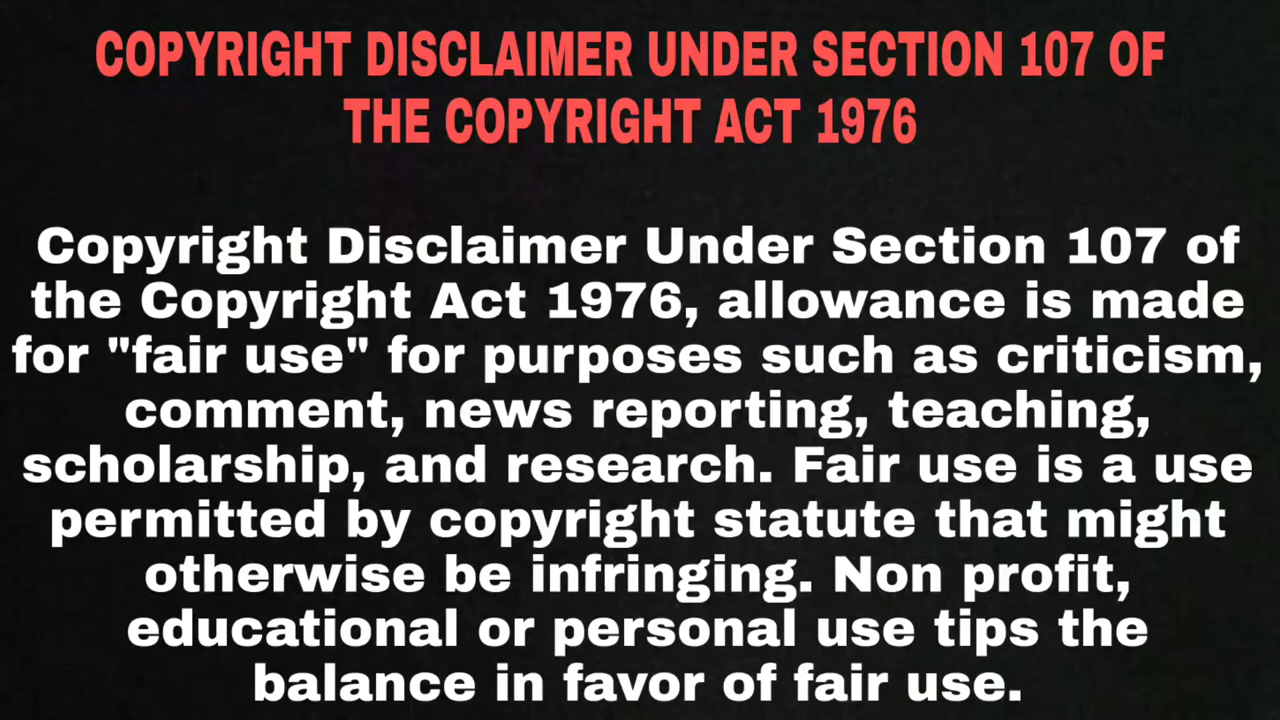 COPYRIGHT DISCLAIMER UNDER SECTION 107 OF
THE COPYRIGHT ACT 1976
Copyright Disclaimer Under Section 107 of
the Copyright Act 1976, allowance is made
for "fair use" for purposes such as criticism,
comment, news reporting, teaching,
scholarship, and research. Fair use is a use
permitted by copyright statute that might
otherwise be infringing. Non profit,
educational or personal use tips the
balance in favor of fair use.